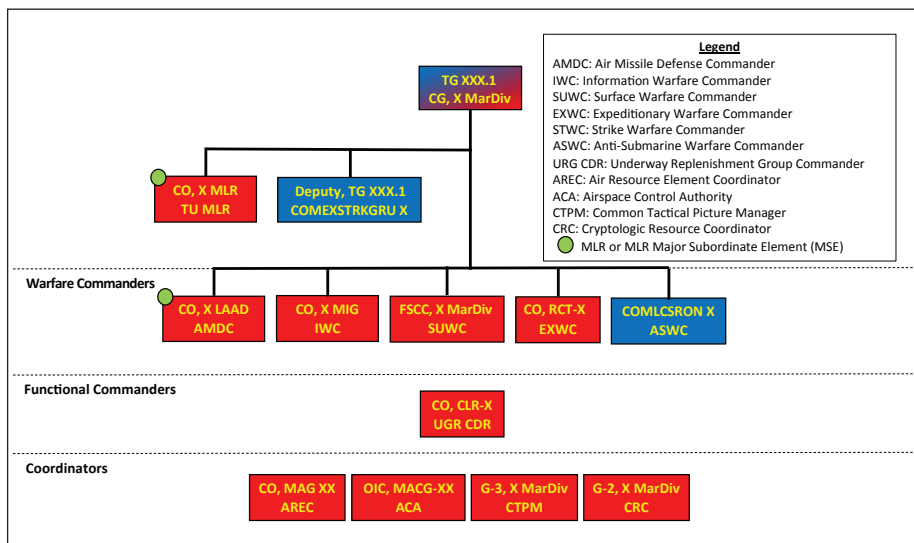 Legend
AMDC: Air Missile Defense Commander
IWC: Information Warfare Commander
SUWC: Surface Warfare Commander
EXWC: Expeditionary Warfare Commander
STWC: Strike Warfare Commander
ASWC: Anti-Submarine Warfare Commander
URG CDR: Underway Replenishment Group Commander
AREC: Air Resource Element Coordinator
ACA: Airspace Control Authority
CTPM: Common Tactical Picture Manager
CRC: Cryptologic Resource Coordinator
MLR or MLR Major Subordinate Element (MSE)
TG XXX.1
CG, X MarDiv
CO, X MLR
TU MLR
Deputy, TG XXX.1
COMEXSTRKGRU X
Warfare Commanders
CO, X LAAD
AMDC
CO, X MIG
IWC
FSCC, X MarDiv
SUWC
CO, RCT-X
EXWC
COMLCSRON X
ASWC
Functional Commanders
CO, CLR-X
UGR CDR
Coordinators
CO, MAG XX
AREC
OIC, MACG-XX
ACA
G-3, X MarDiv
CTPM
G-2, X MarDiv
CRC